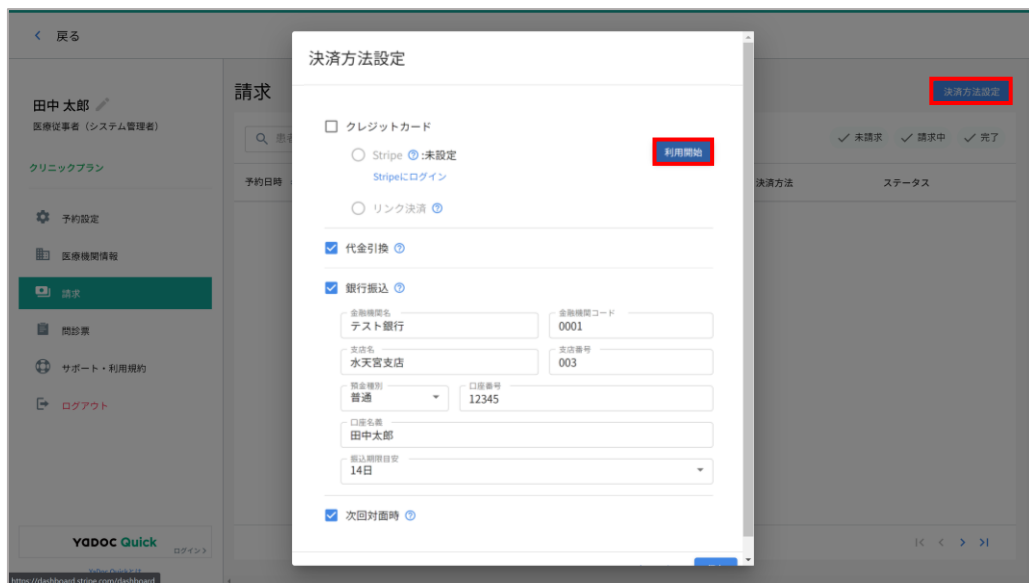 戻る
決済方法設定
田中 太郎
医療従事者（システム管理者）
クリニックプラン
予約設定
医療機関情報
請求
問診票
サポート・利用規約
ログアウト
YaDOC Quick
ログイン
https://dashboard.stripe.com/dashboard
請求
決済方法設定
患
未請求
請求中
完了
予約日時
決済方法
ステータス
クレジットカード
Stripe ?:未設定
利用開始
Stripeにログイン
リンク決済 ?
代金引換 ?
銀行振込 ?
金融機関名
テスト銀行
金融機関コード
0001
支店名
水天宮支店
支店番号
003
預金種別
普通
口座番号
12345
口座名義
田中太郎
振込期限目安
14日
次回対面時 ?